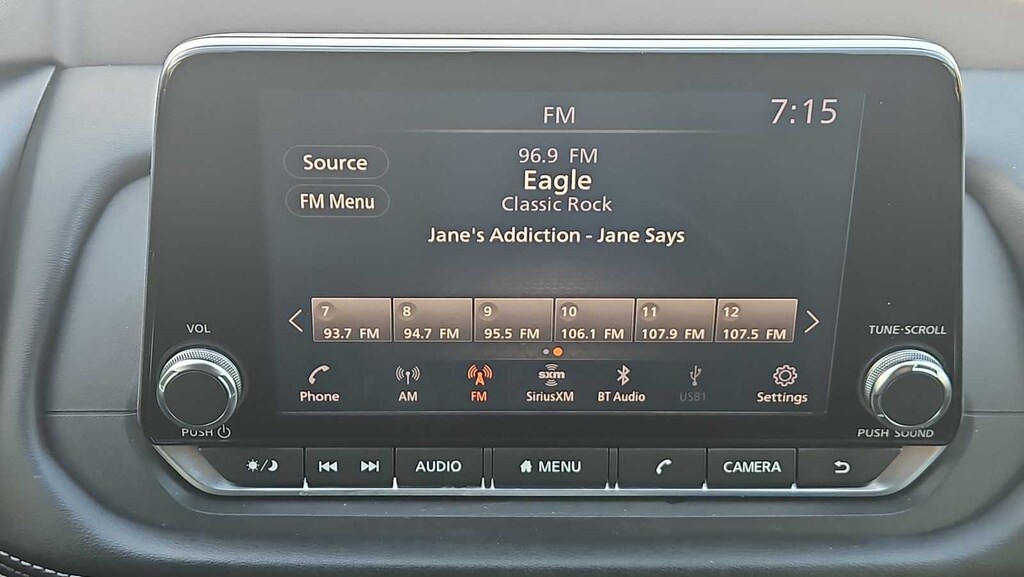 FM
7:15
96.9 FM
Source
Eagle
FM Menu
Classic Rock
Jane's Addiction - Jane Says
VOL
TUNE·SCROLL
7 8 9 10 11 12
93.7 FM 94.7 FM 95.5 FM 106.1 FM 107.9 FM 107.5 FM
sxm
Phone AM FM SiriusXM BT Audio USB1 Settings
PUSH
PUSH SOUND
AUDIO MENU CAMERA